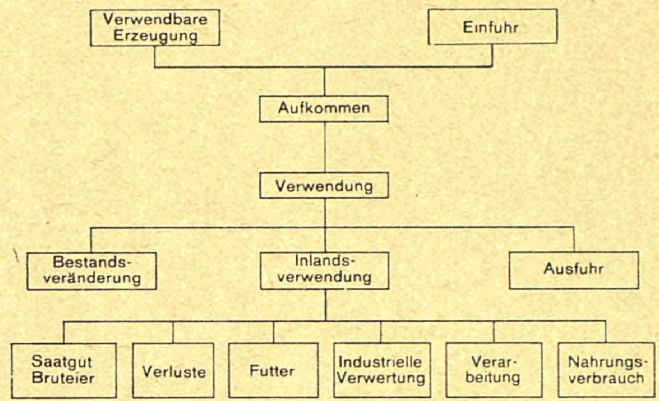 Verwendbare
Erzeugung
Einfuhr
Aufkommen
Verwendung
Bestands-
veränderung
Inlands-
verwendung
Ausfuhr
Saatgut
Bruteier
Verluste
Futter
Industrielle
Verwertung
Verar-
beitung
Nahrungs-
verbrauch